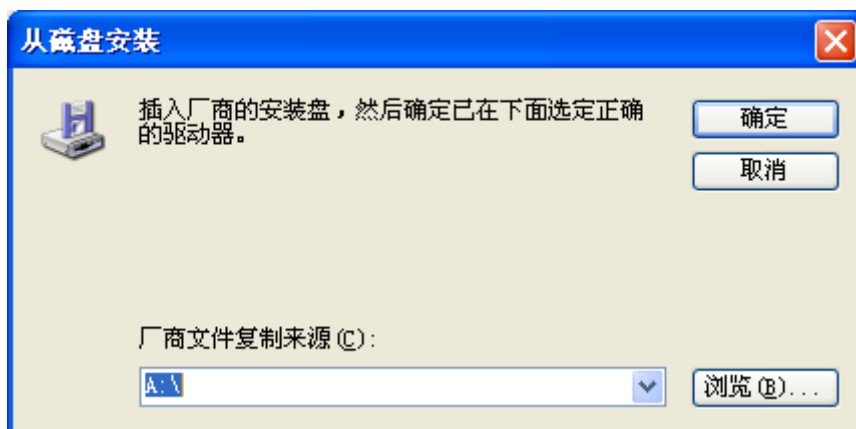 从磁盘安装
插入厂商的安装盘，然后确定已在下面选定正确
的驱动器。
确定
取消
厂商文件复制来源(C):
A:\
浏览(B)...